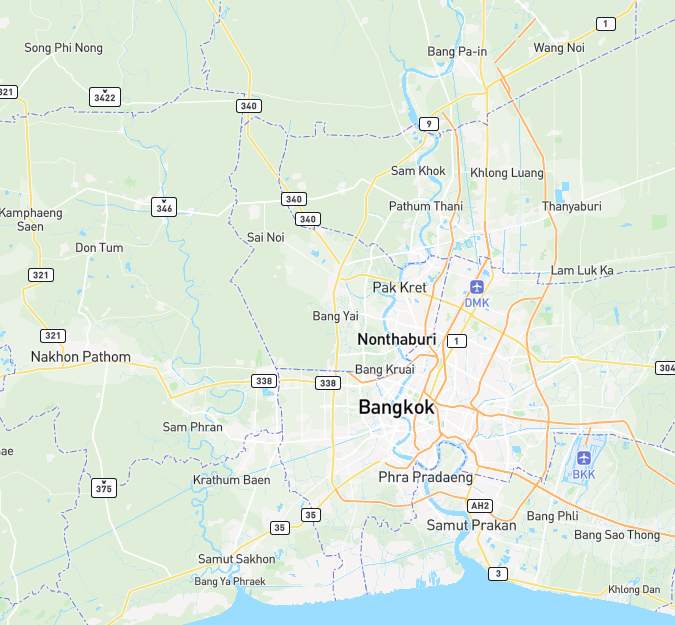 1
Song Phi Nong
Bang Pa-in
Wang Noi
321
3422
340
9
Sam Khok
Khlong Luang
340
346
Pathum Thani
Thanyaburi
Kamphaeng
Saen
340
Sai Noi
Don Tum
Lam Luk Ka
321
Pak Kret
DMK
Bang Yai
321
Nonthaburi
1
Nakhon Pathom
Bang Kruai
304
338
338
Bangkok
Sam Phran
ae
BKK
Phra Pradaeng
Krathum Baen
375
AH2
35
Bang Phli
35
Samut Prakan
Bang Sao Thong
Samut Sakhon
3
Bang Ya Phraek
Khlong Dan